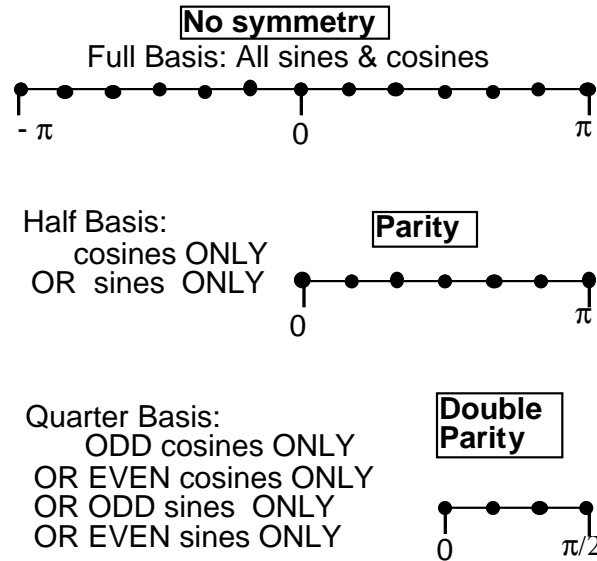 No symmetry
Full Basis: All sines & cosines
- π 0 π
Half Basis:
Parity
cosines ONLY
OR sines ONLY
0 π
Quarter Basis:
Double
Parity
ODD cosines ONLY
OR EVEN cosines ONLY
OR ODD sines ONLY
OR EVEN sines ONLY
0 π/2